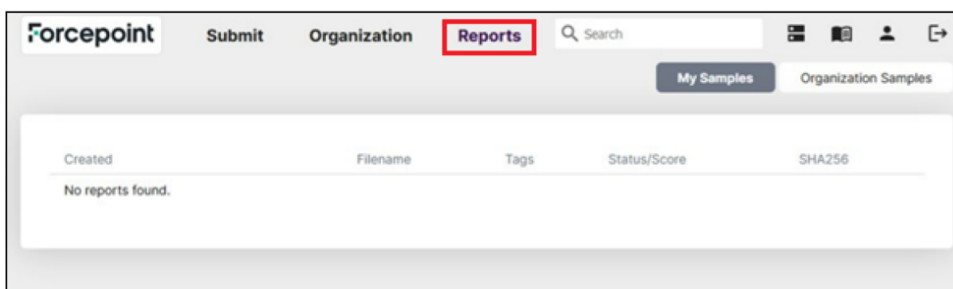 Forcepoint Submit Organization Reports Search
My Samples Organization Samples
Created Filename Tags Status/Score SHA256
No reports found.